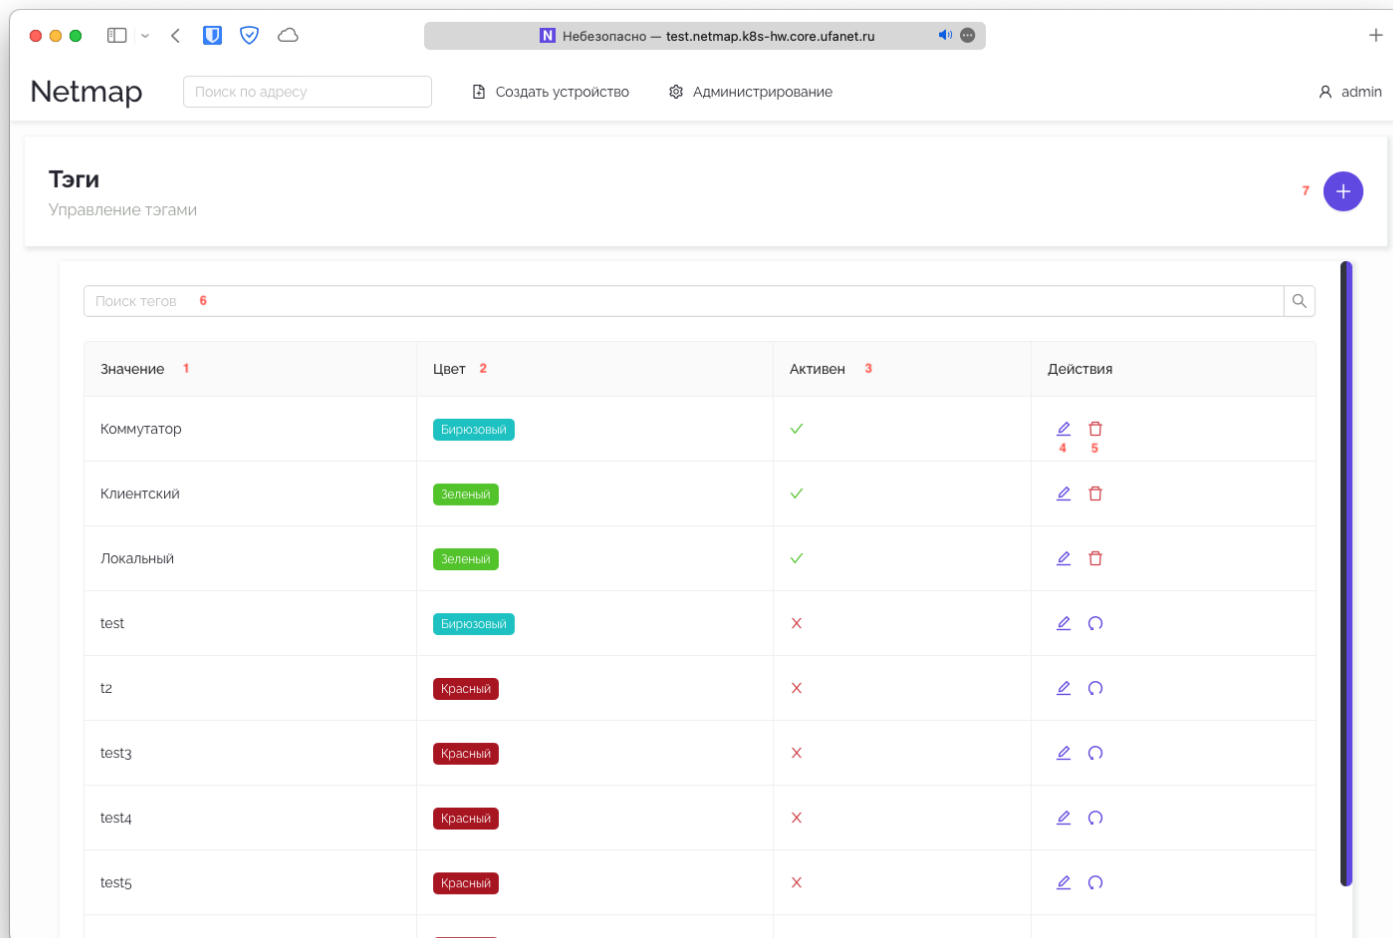 N Небезопасно — test.netmap.k8s-hw.core.ufanet.ru
Netmap Поиск по адресу Создать устройство Администрирование admin
Тэги
Управление тэгами
7
Поиск тегов 6
Значение 1 Цвет 2 Активен 3 Действия
Коммутатор Бирюзовый
4 5
Клиентский Зеленый
Локальный Зеленый
test Бирюзовый
t2 Красный
test3 Красный
test4 Красный
test5 Красный